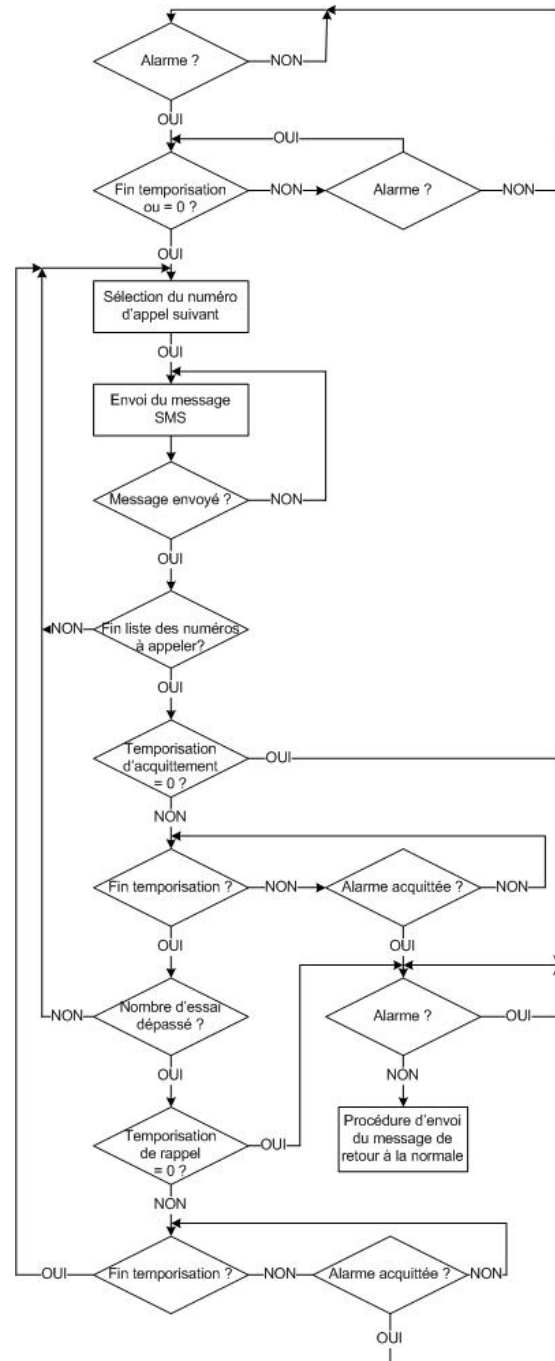 Alarme ?
NON
OUI
OUI
Fin temporisation
ou = 0 ?
NON
Alarme ?
NON
OUI
Sélection du numéro
d'appel suivant
OUI
Envoi du message
SMS
Message envoyé ?
NON
OUI
NON
Fin liste des numéros
à appeler?
OUI
Temporisation
d'acquittement
= 0 ?
OUI
NON
Fin temporisation ?
NON
Alarme acquittée ?
NON
OUI
OUI
NON
Nombre d'essai
dépassé ?
Alarme ?
OUI
OUI
NON
Temporisation
de rappel
= 0 ?
OUI
Procédure d'envoi
du message de
retour à la normale
NON
OUI
Fin temporisation ?
NON
Alarme acquittée ?
NON
OUI